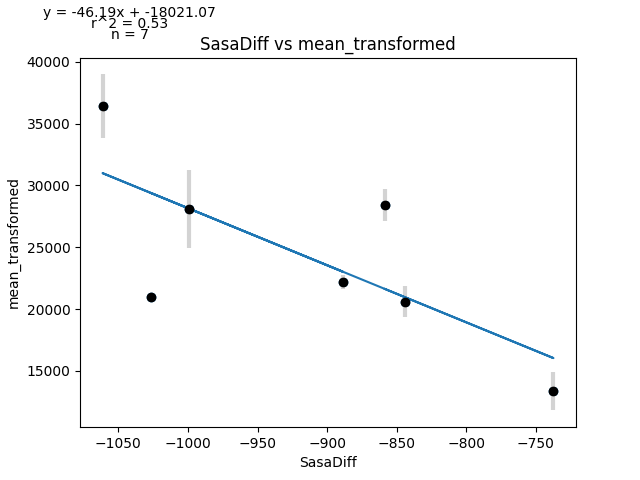 y = -46.19x + -18021.07
r^2 = 0.53
n = 7
SasaDiff vs mean_transformed
40000
35000
30000
25000
20000
15000
mean_transformed
−1050 −1000 −950 −900 −850 −800 −750
SasaDiff